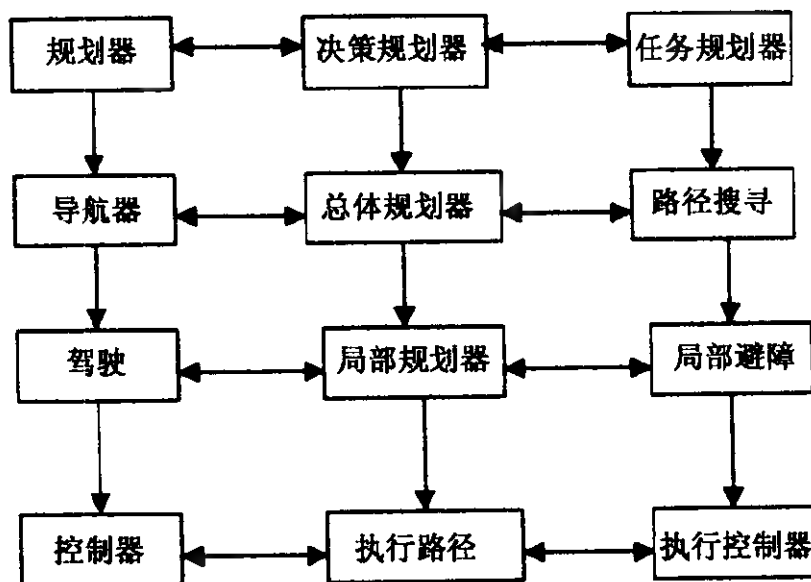 规划器
决策规划器
任务规划器
导航器
总体规划器
路径搜寻
驾驶
局部规划器
局部避障
控制器
执行路径
执行控制器